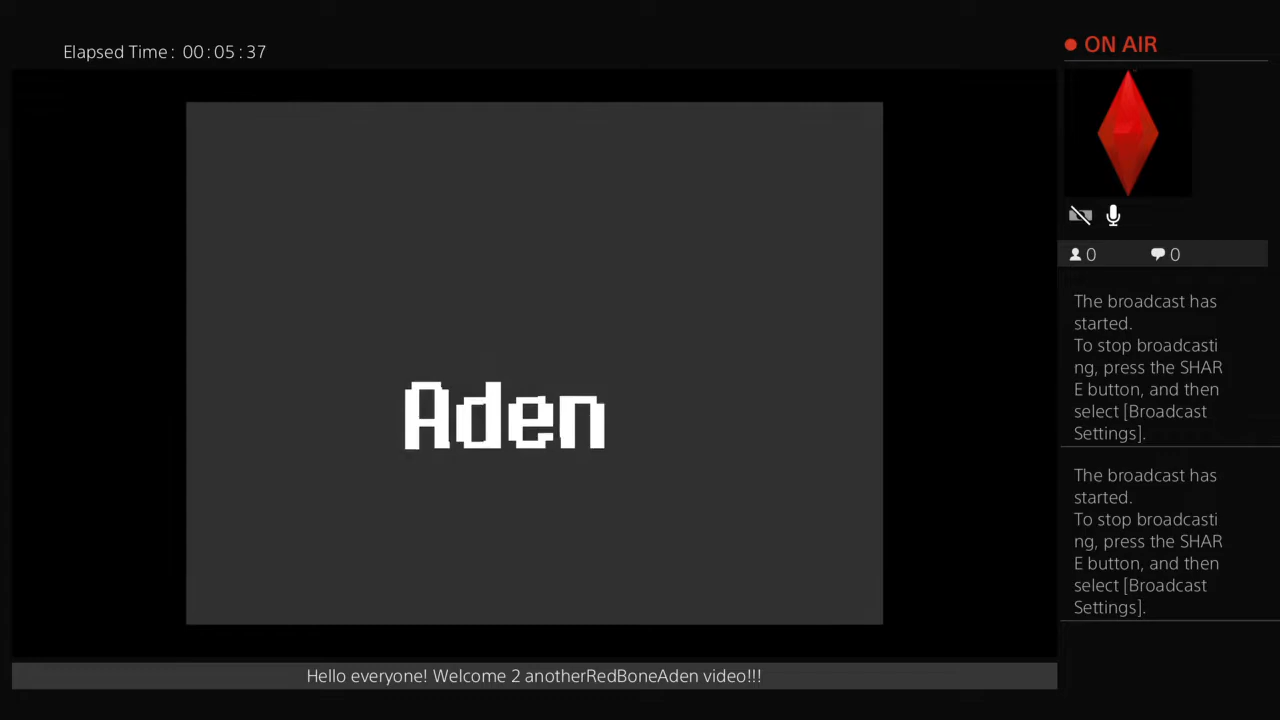 Elapsed Time: 00:05:37
ON AIR
0 0
Aden
The broadcast has
started.
To stop broadcasti
ng, press the SHAR
E button, and then
select [Broadcast
Settings].
The broadcast has
started.
To stop broadcasti
ng, press the SHAR
E button, and then
select [Broadcast
Settings].
Hello everyone! Welcome 2 anotherRedBoneAden video!!!